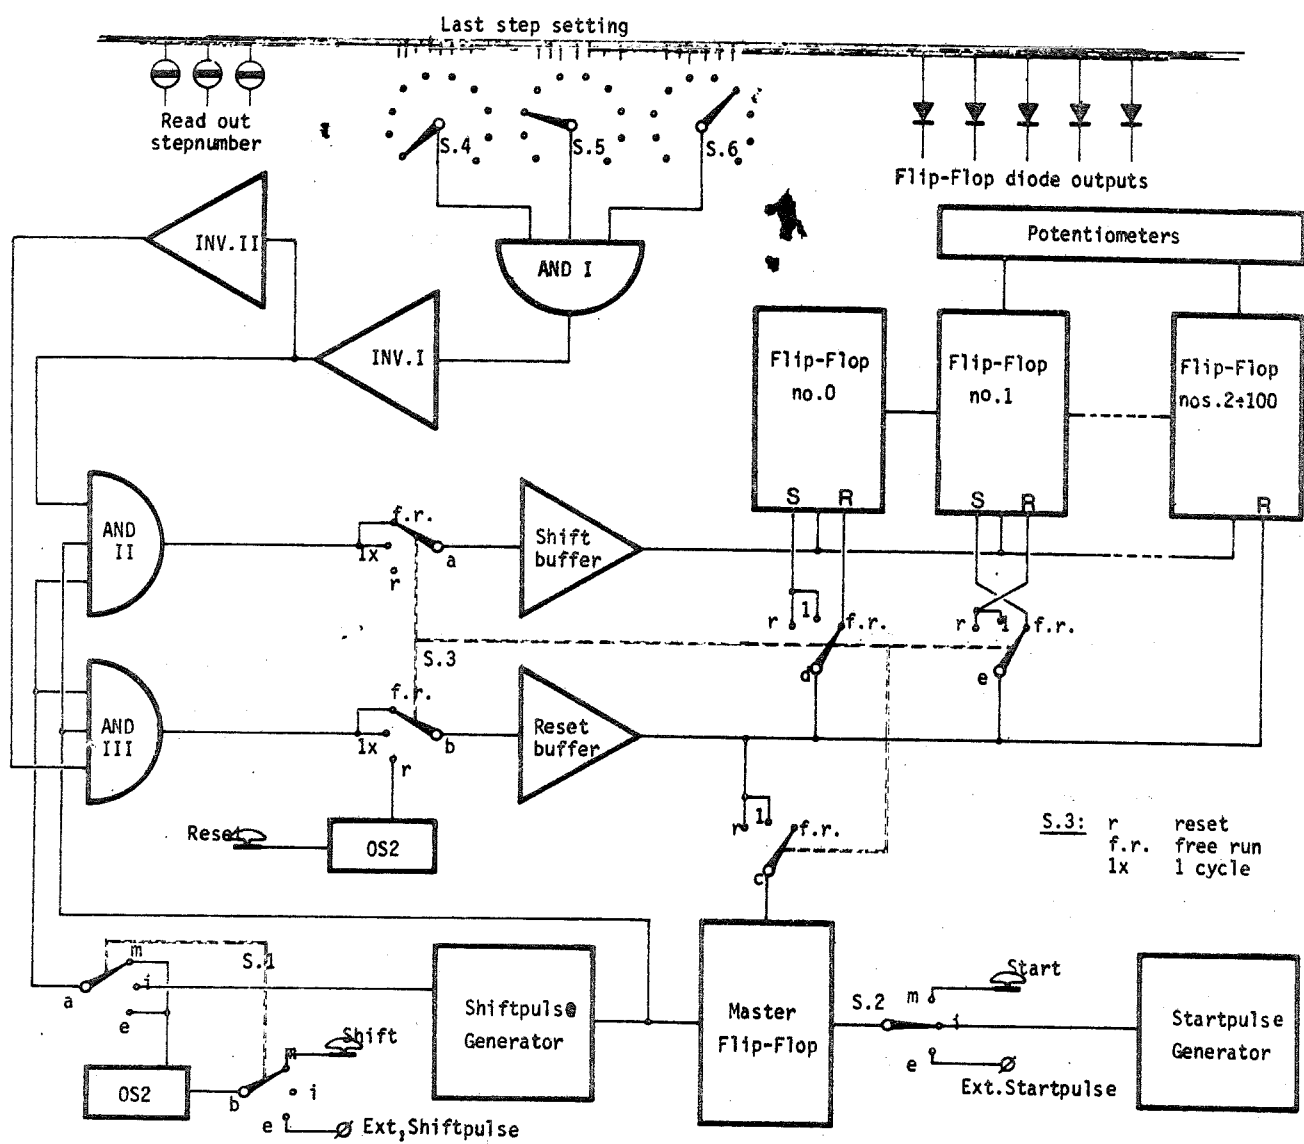 Last step setting
Read out
stepnumber
S.4
S.5
S.6
Flip-Flop diode outputs
INV.II
AND I
Potentiometers
INV.I
Flip-Flop
no.0
Flip-Flop
no.1
Flip-Flop
nos.2÷100
S R
S R
R
AND
II
f.r.
1x
r
a
Shift
buffer
r 1 f.r.
d
r 1 f.r.
e
S.3
AND
III
f.r.
1x
r
b
Reset
buffer
r 1 f.r.
c
Reset
OS2
S.3: r reset
f.r. free run
1x 1 cycle
S.1
m
i
e
a
Shiftpulse
Generator
Master
Flip-Flop
S.2
m
i
e
Start
Ext.Startpulse
Startpulse
Generator
OS2
b
m
i
e
Shift
Ext,Shiftpulse